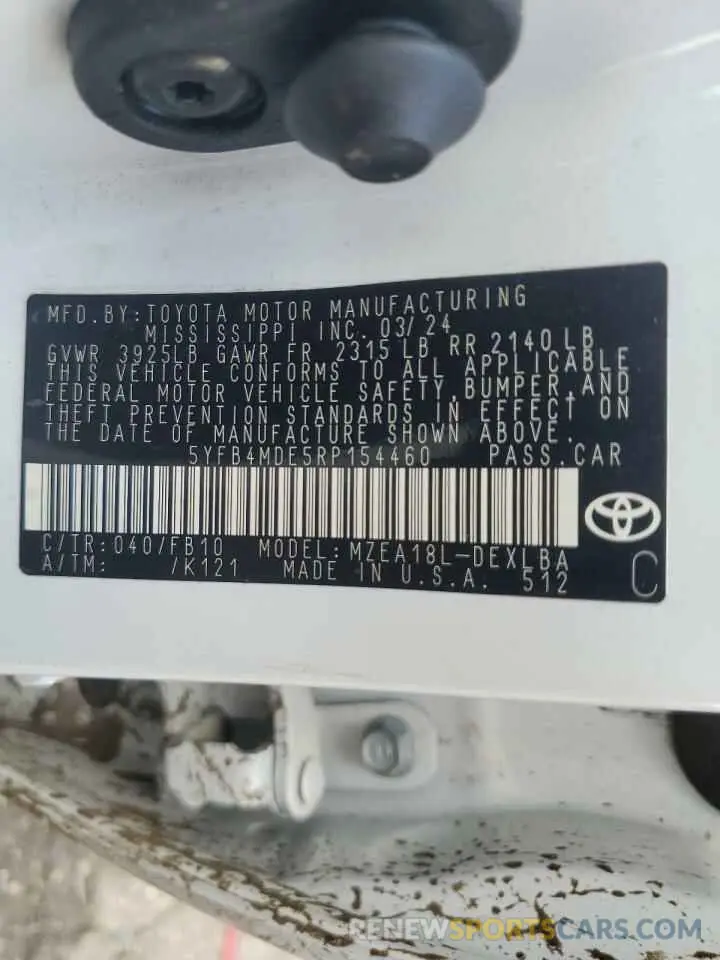 MFD.BY: TOYOTA MOTOR MANUFACTURING
MISSISSIPPI INC. 03/24
GVWR 3925LB GAWR FR 2315 LB RR 2140 LB
THIS VEHICLE CONFORMS TO ALL APPLICABLE
FEDERAL MOTOR VEHICLE SAFETY, BUMPER, AND
THEFT PREVENTION STANDARDS IN EFFECT ON
THE DATE OF MANUFACTURE SHOWN ABOVE.
5YFB4MDE5RP154460 PASS.CAR
C/TR: 040/FB10 MODEL: MZEA18L-DEXLBA
A/TM: /K121 MADE IN U.S.A. 512 C
RENEWSPORTSCARS.COM